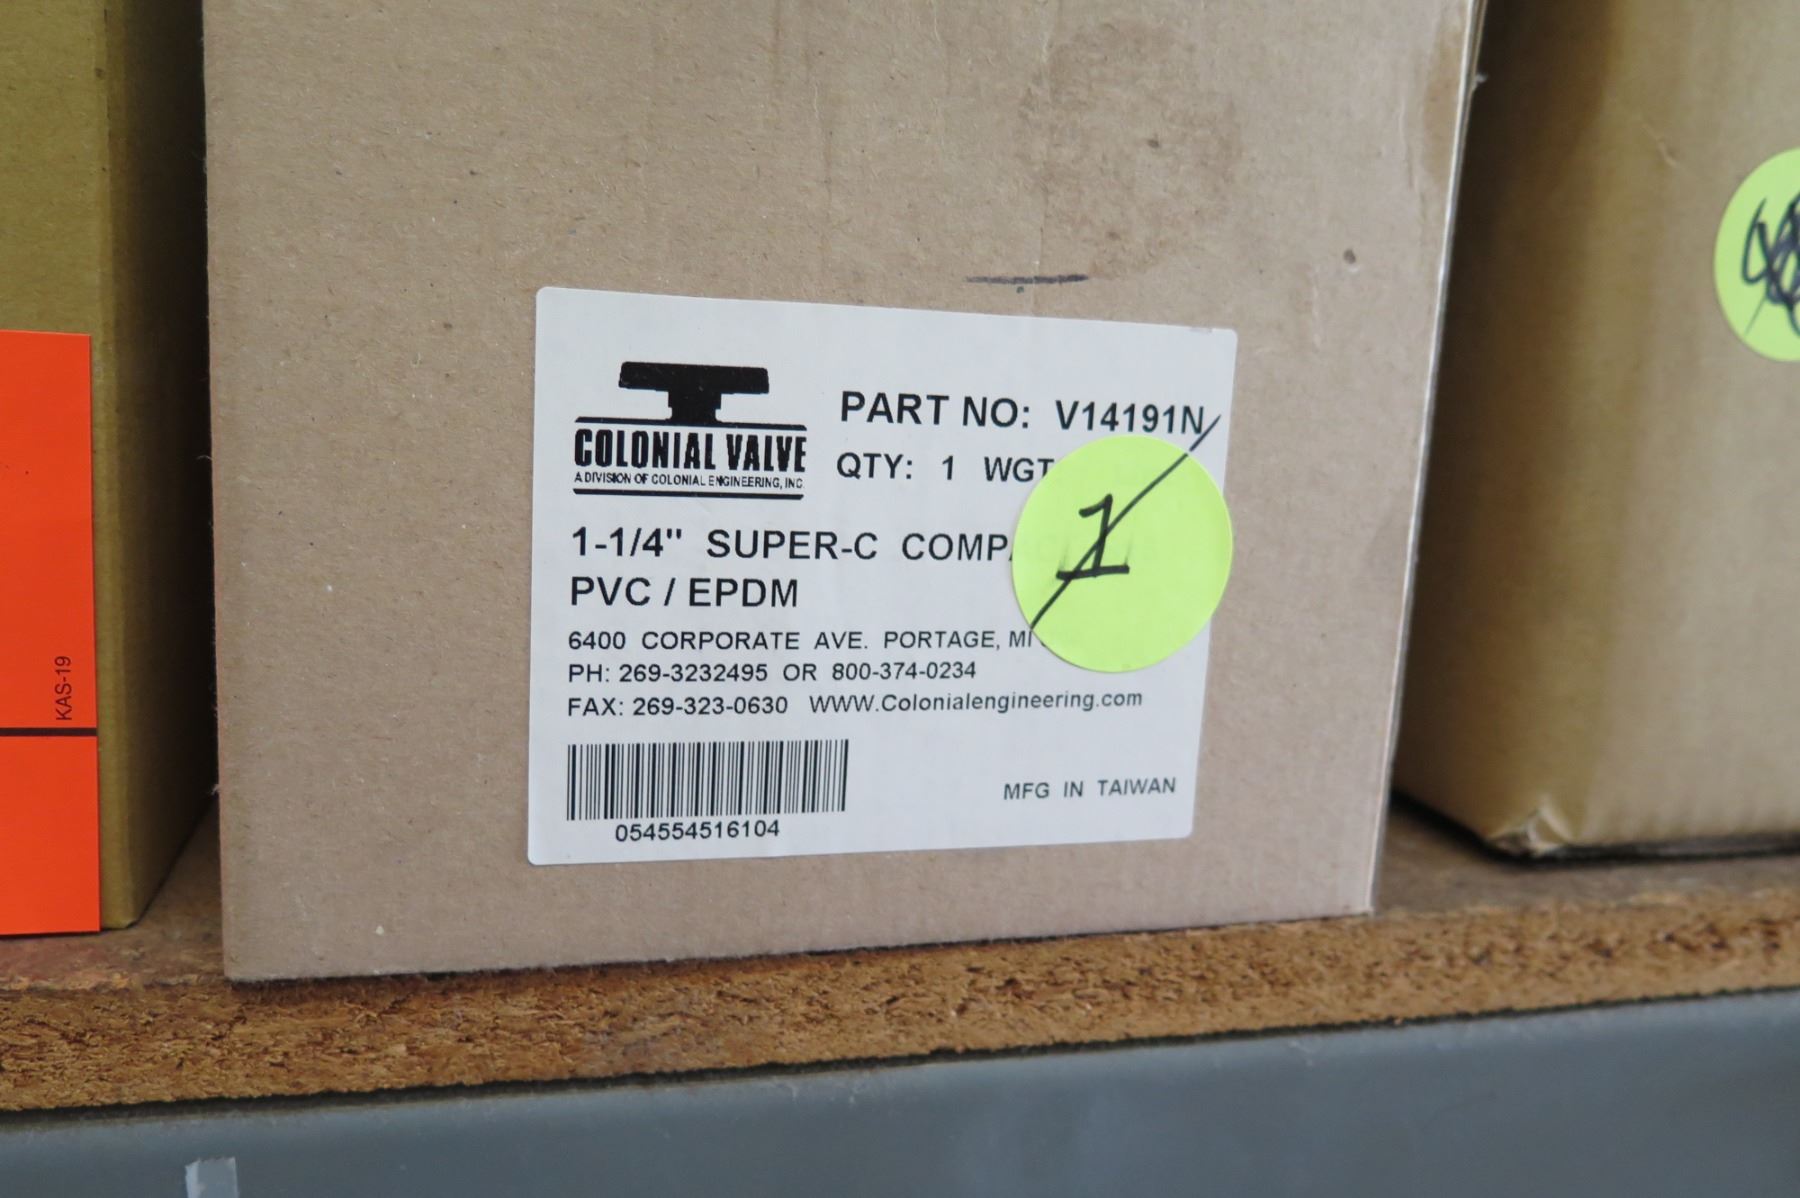 COLONIAL VALVE
A DIVISION OF COLONIAL ENGINEERING, INC.
PART NO: V14191N
QTY: 1 WGT
1
1-1/4" SUPER-C
PVC / EPDM
6400 CORPORATE AVE. PORTAGE, MI
PH: 269-3232495 OR 800-374-0234
FAX: 269-323-0630 WWW.Colonialengineering.com
054554516104
MFG IN TAIWAN
KAS-19